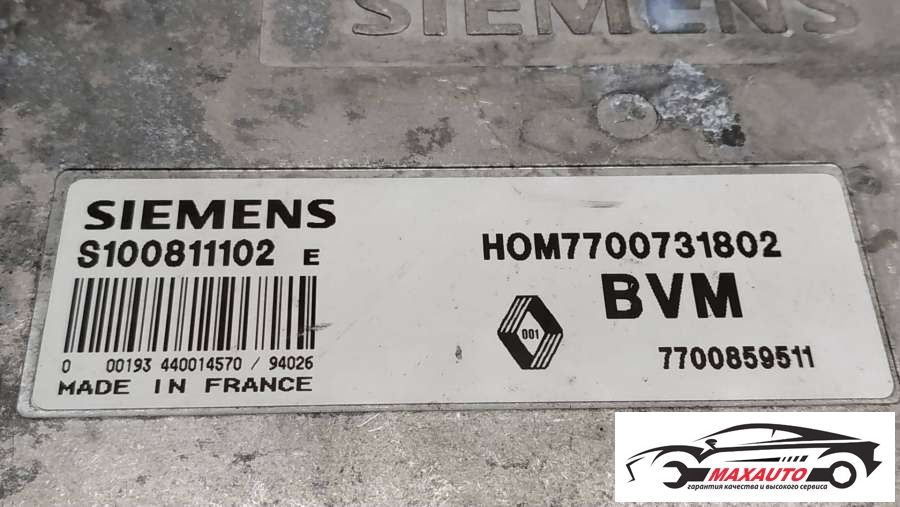 SIEMENS
SIEMENS
S100811102 E
0 00193 440014570 / 94026
MADE IN FRANCE
HOM7700731802
BVM
001
7700859511
MAXAUTO
гарантия качества и высокого сервиса